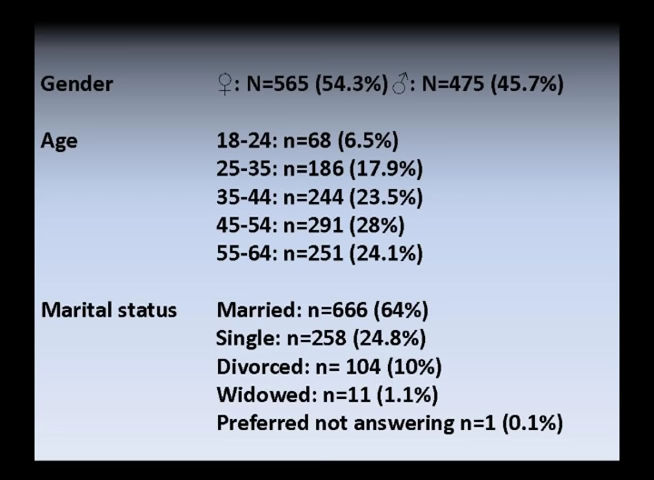 Gender ♀: N=565 (54.3%) ♂: N=475 (45.7%)
Age 18-24: n=68 (6.5%)
25-35: n=186 (17.9%)
35-44: n=244 (23.5%)
45-54: n=291 (28%)
55-64: n=251 (24.1%)
Marital status Married: n=666 (64%)
Single: n=258 (24.8%)
Divorced: n= 104 (10%)
Widowed: n=11 (1.1%)
Preferred not answering n=1 (0.1%)